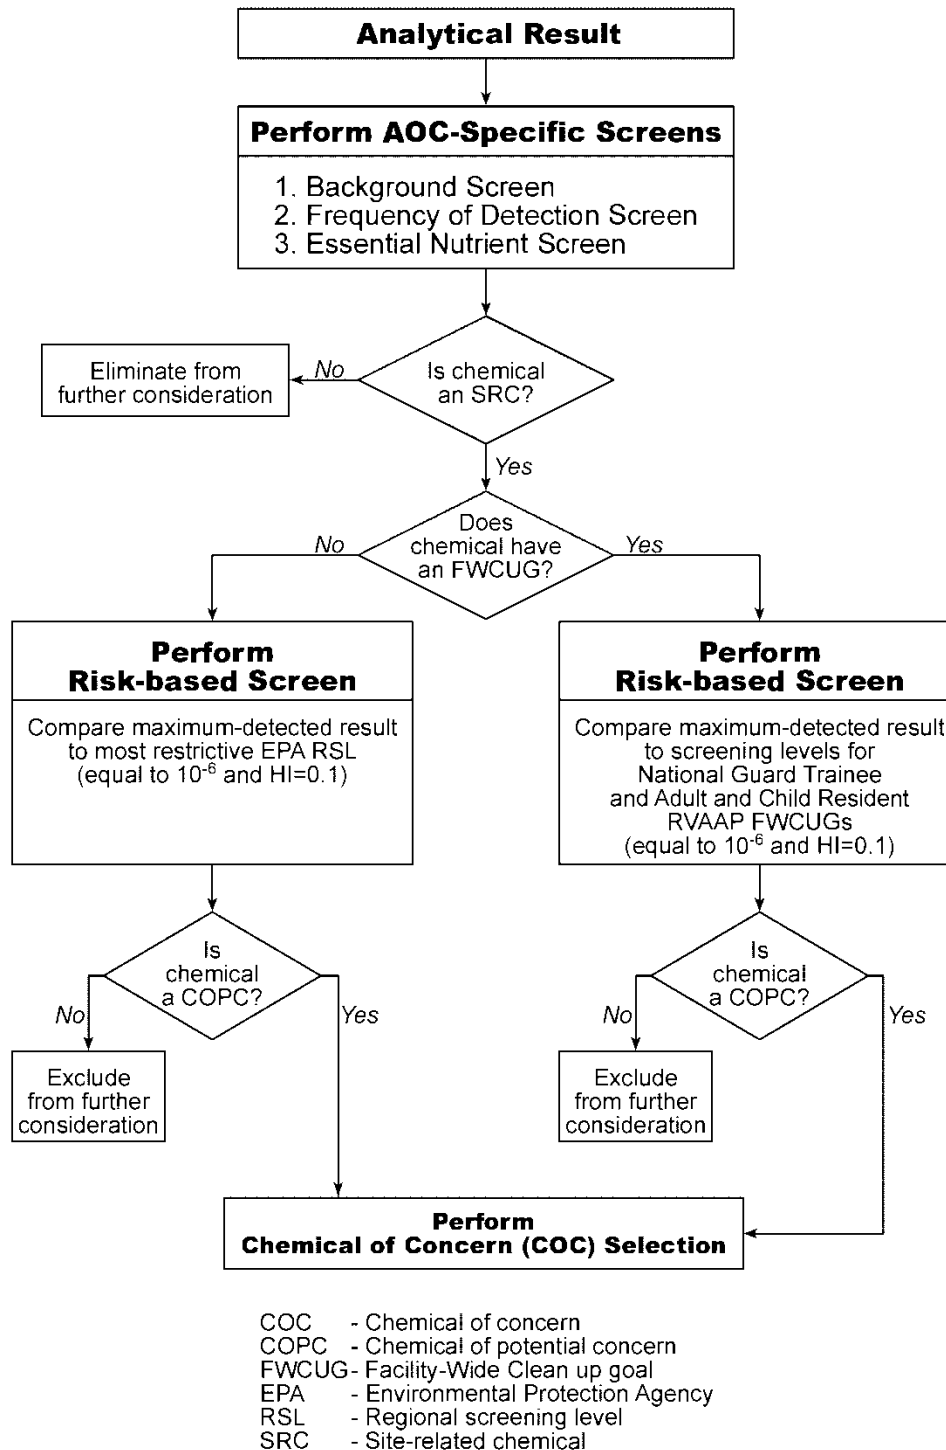 Analytical Result
Perform AOC-Specific Screens
1. Background Screen
2. Frequency of Detection Screen
3. Essential Nutrient Screen
Is chemical
an SRC?
No
Eliminate from
further consideration
Yes
Does
chemical have
an FWCUG?
No
Yes
Perform
Risk-based Screen
Compare maximum-detected result
to most restrictive EPA RSL
(equal to 10⁻⁶ and HI=0.1)
Perform
Risk-based Screen
Compare maximum-detected result
to screening levels for
National Guard Trainee
and Adult and Child Resident
RVAAP FWCUGs
(equal to 10⁻⁶ and HI=0.1)
Is
chemical
a COPC?
No
Yes
Exclude
from further
consideration
Is
chemical
a COPC?
No
Yes
Exclude
from further
consideration
Perform
Chemical of Concern (COC) Selection
COC - Chemical of concern
COPC - Chemical of potential concern
FWCUG- Facility-Wide Clean up goal
EPA - Environmental Protection Agency
RSL - Regional screening level
SRC - Site-related chemical